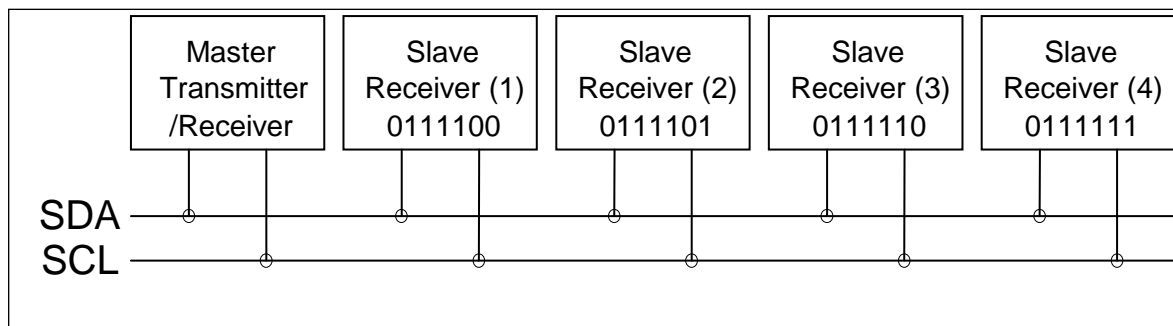 Master
Transmitter
/Receiver
Slave
Receiver (1)
0111100
Slave
Receiver (2)
0111101
Slave
Receiver (3)
0111110
Slave
Receiver (4)
0111111
SDA
SCL